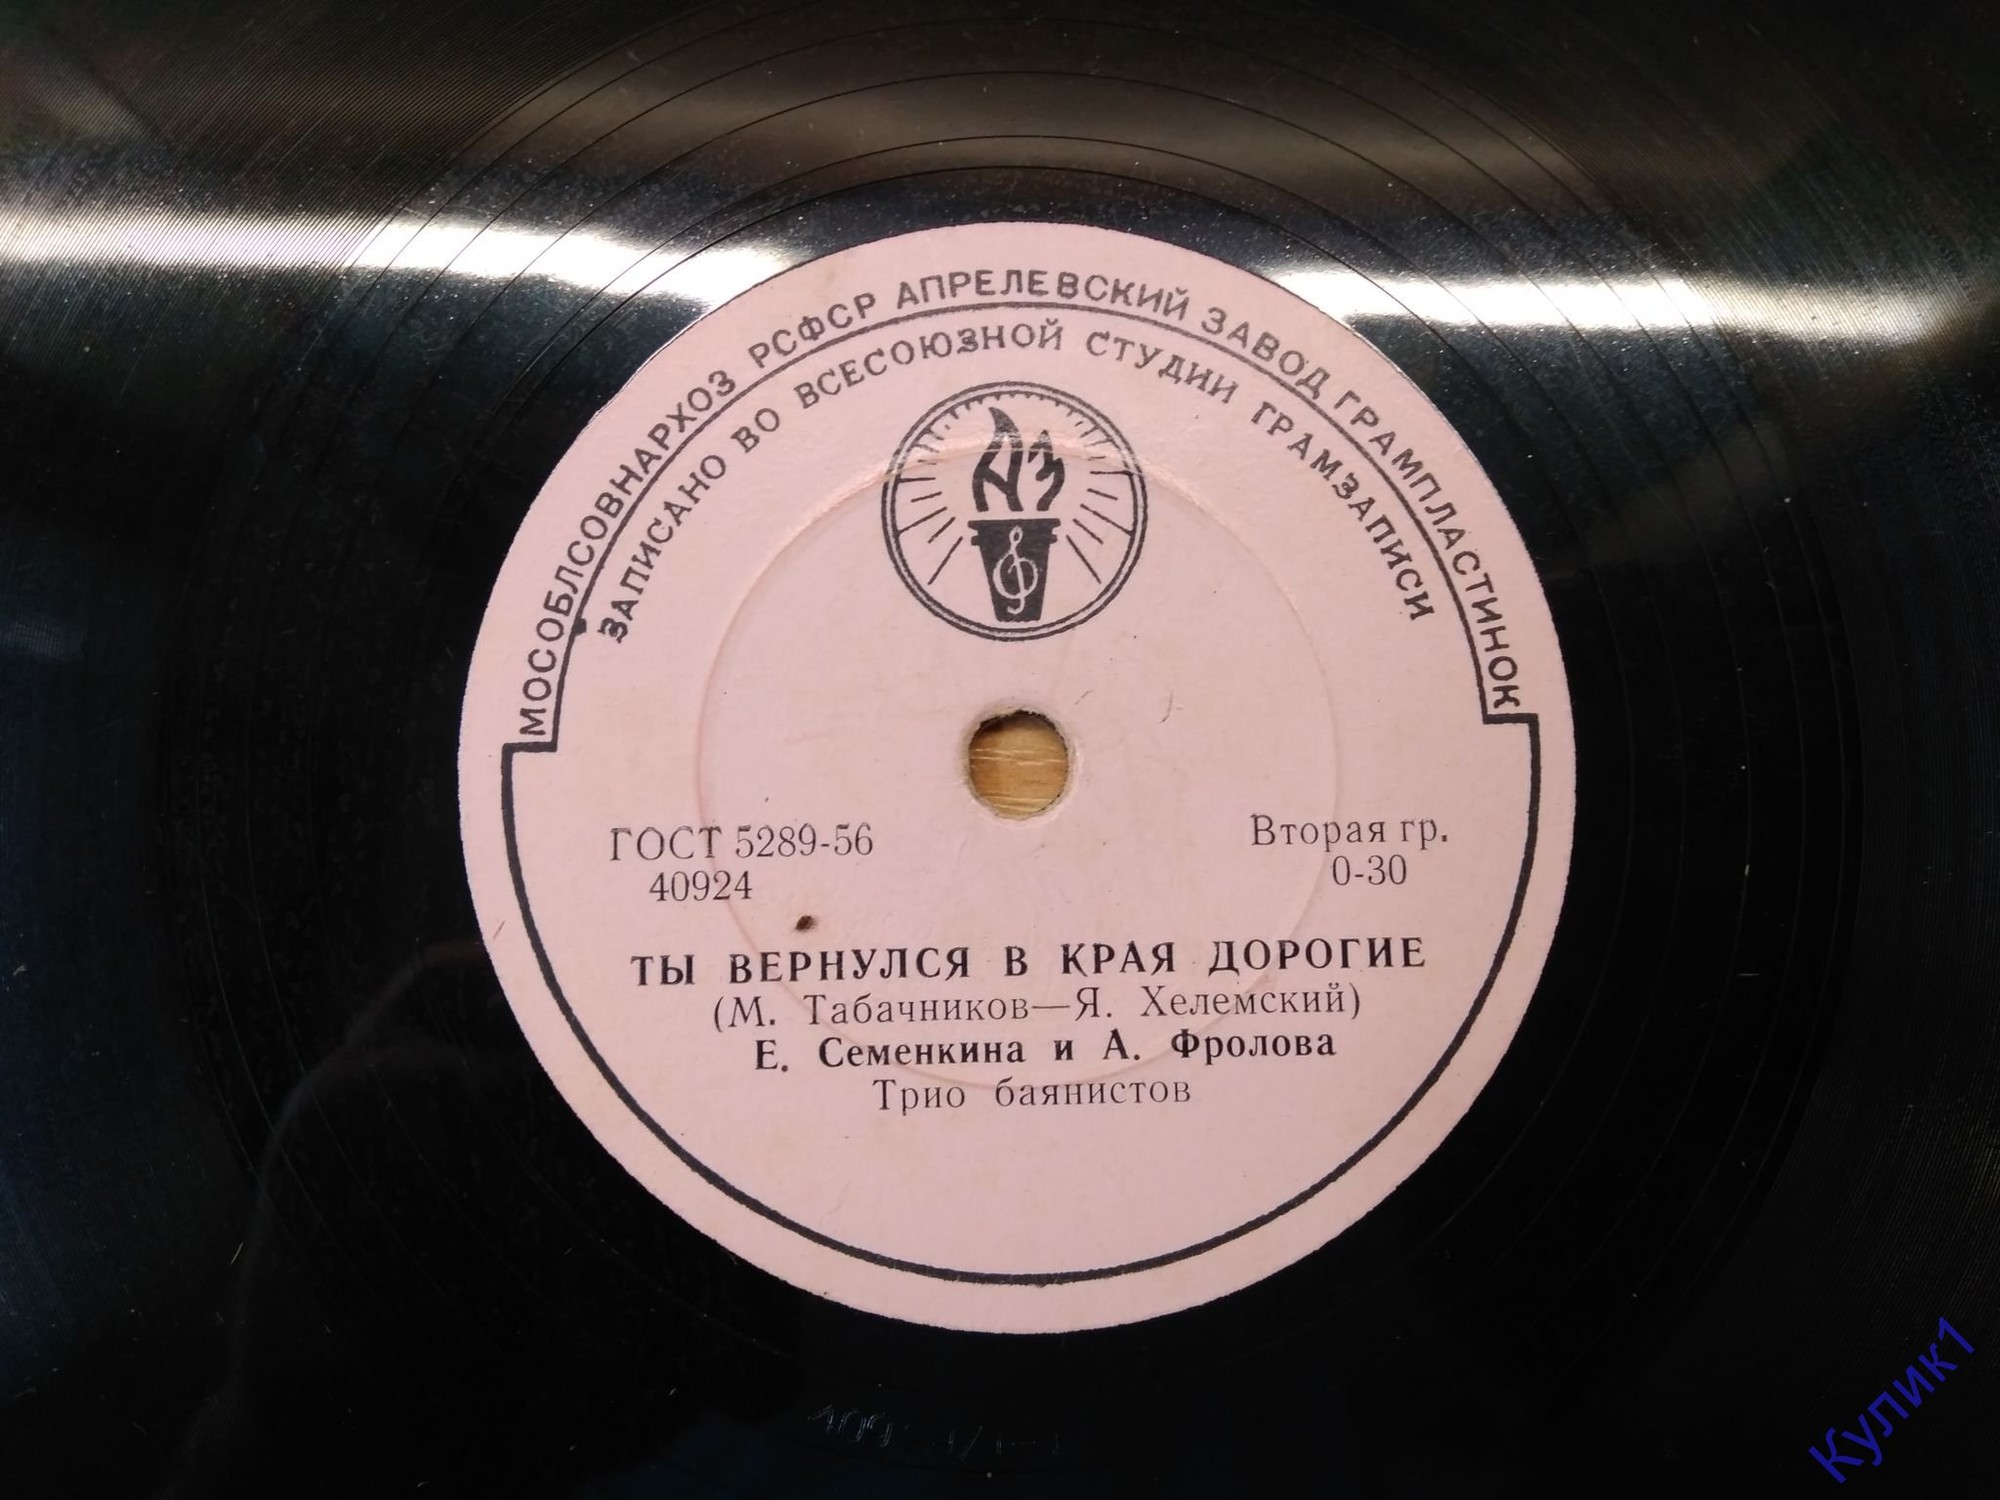 МОСОБЛСОВНАРХОЗ РСФСР АПРЕЛЕВСКИЙ ЗАВОД ГРАМПЛАСТИНОК
ЗАПИСАНО ВО ВСЕСОЮЗНОЙ СТУДИИ ГРАМЗАПИСИ
АЗ
ГОСТ 5289-56
40924
Вторая гр.
0-30
ТЫ ВЕРНУЛСЯ В КРАЯ ДОРОГИЕ
(М. Табачников—Я. Хелемский)
Е. Семенкина и А. Фролова
Трио баянистов
Кулик1